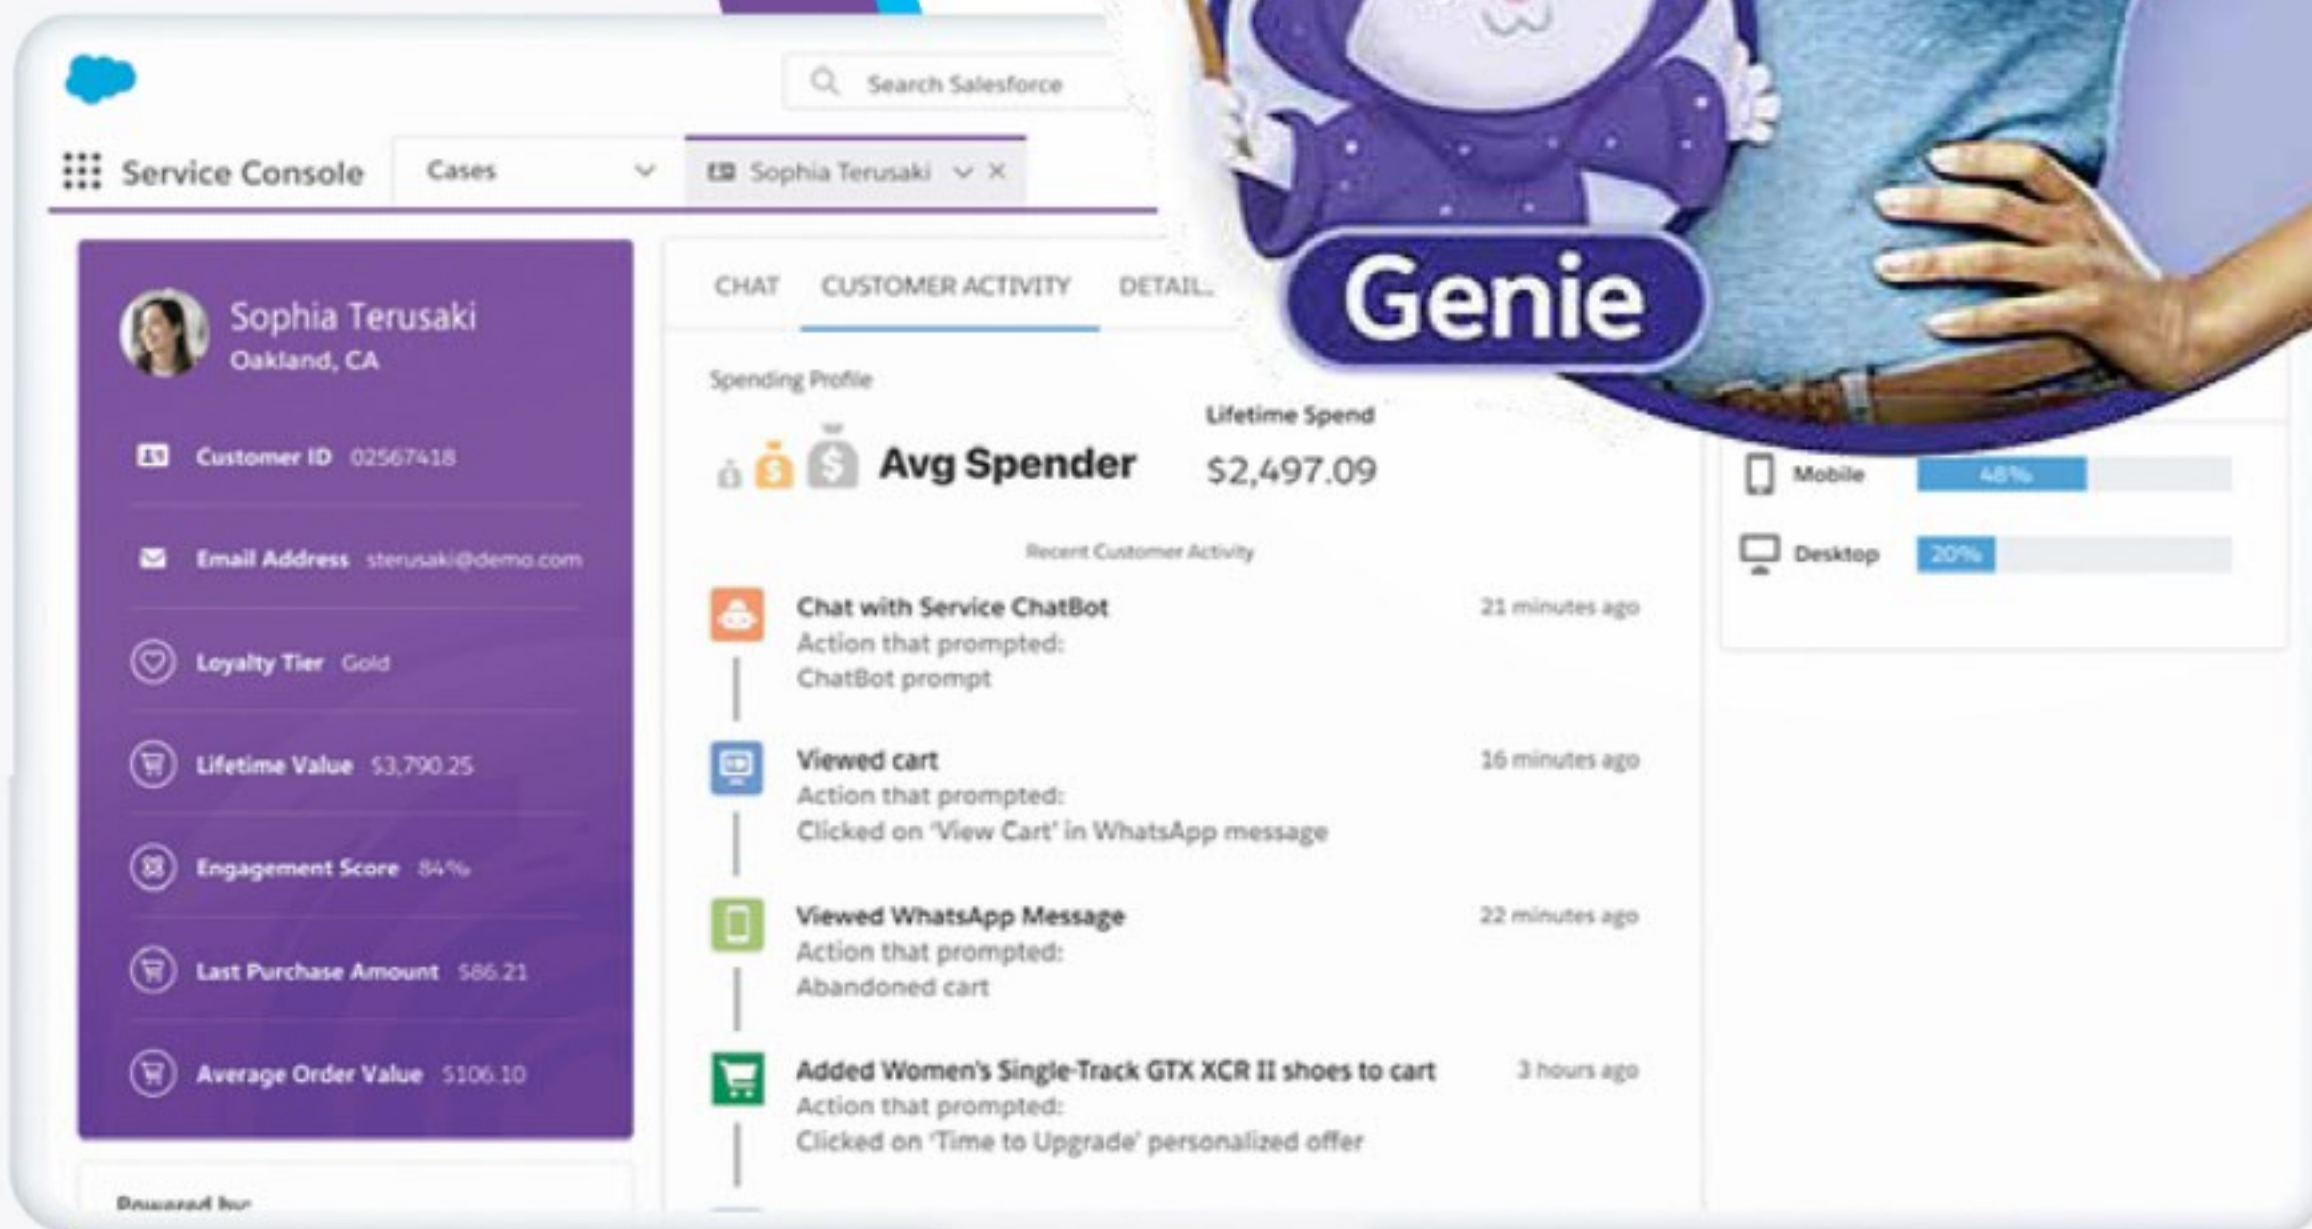 Search Salesforce
Service Console
Cases
Sophia Terusaki
Sophia Terusaki
Oakland, CA
Customer ID 02567418
Email Address sterusaki@demo.com
Loyalty Tier Gold
Lifetime Value $3,790.25
Engagement Score 84%
Last Purchase Amount $86.21
Average Order Value $106.10
Powered by:
CHAT
CUSTOMER ACTIVITY
DETAIL..
Spending Profile
Avg Spender
Lifetime Spend
$2,497.09
Recent Customer Activity
Chat with Service ChatBot 21 minutes ago
Action that prompted:
ChatBot prompt
Viewed cart 16 minutes ago
Action that prompted:
Clicked on 'View Cart' in WhatsApp message
Viewed WhatsApp Message 22 minutes ago
Action that prompted:
Abandoned cart
Added Women's Single-Track GTX XCR II shoes to cart 3 hours ago
Action that prompted:
Clicked on 'Time to Upgrade' personalized offer
Genie
Mobile 48%
Desktop 20%